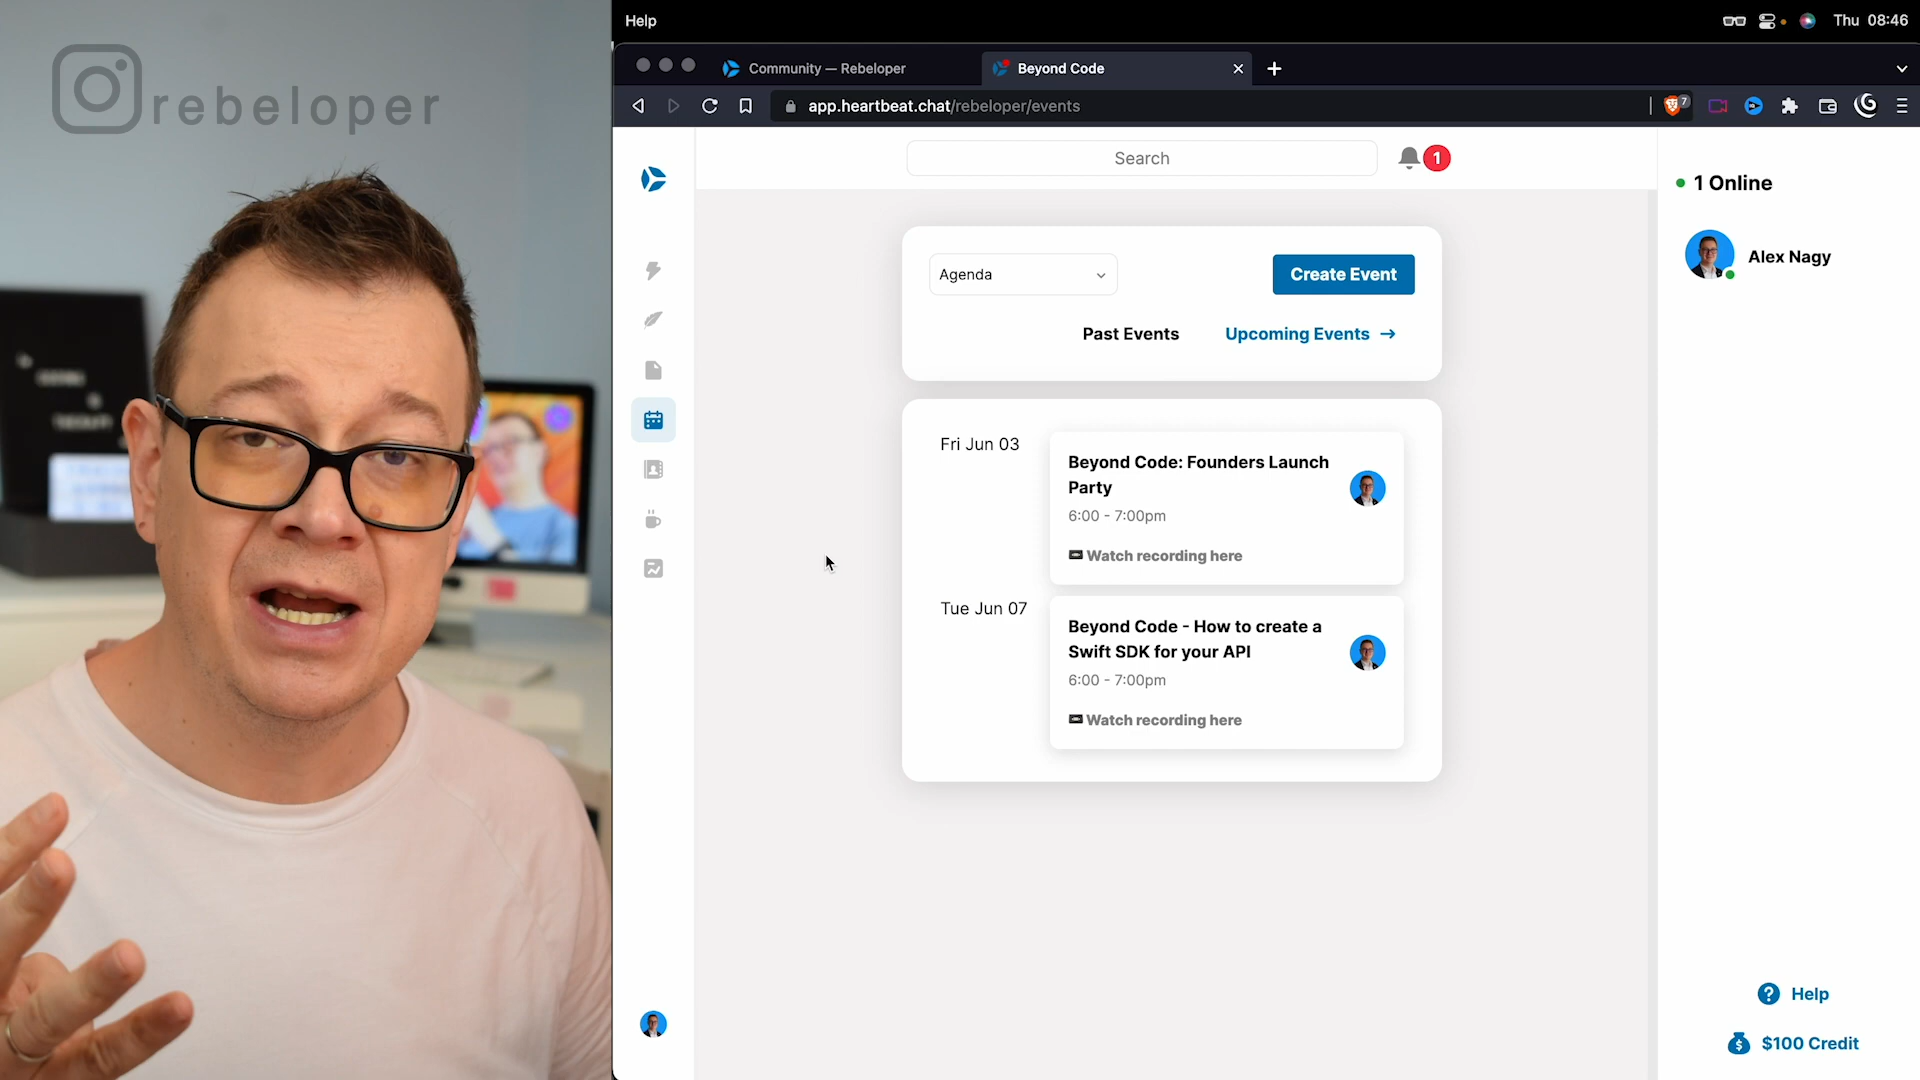 rebeloper
Help
Thu 08:46
Community — Rebeloper
Beyond Code
app.heartbeat.chat/rebeloper/events
7
Search
1
1 Online
Alex Nagy
Agenda
Create Event
Past Events
Upcoming Events →
Fri Jun 03
Beyond Code: Founders Launch
Party
6:00 - 7:00pm
Watch recording here
Tue Jun 07
Beyond Code - How to create a
Swift SDK for your API
6:00 - 7:00pm
Watch recording here
Help
$100 Credit